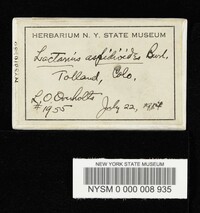 HERBARIUM N. Y. STATE MUSEUM
Lactarius aspideoides Burl.
Tolland, Colo.
L. O. Overholts
# 1955
July 22,
NEW YORK STATE MUSEUM
NYSM 0 000 008 935